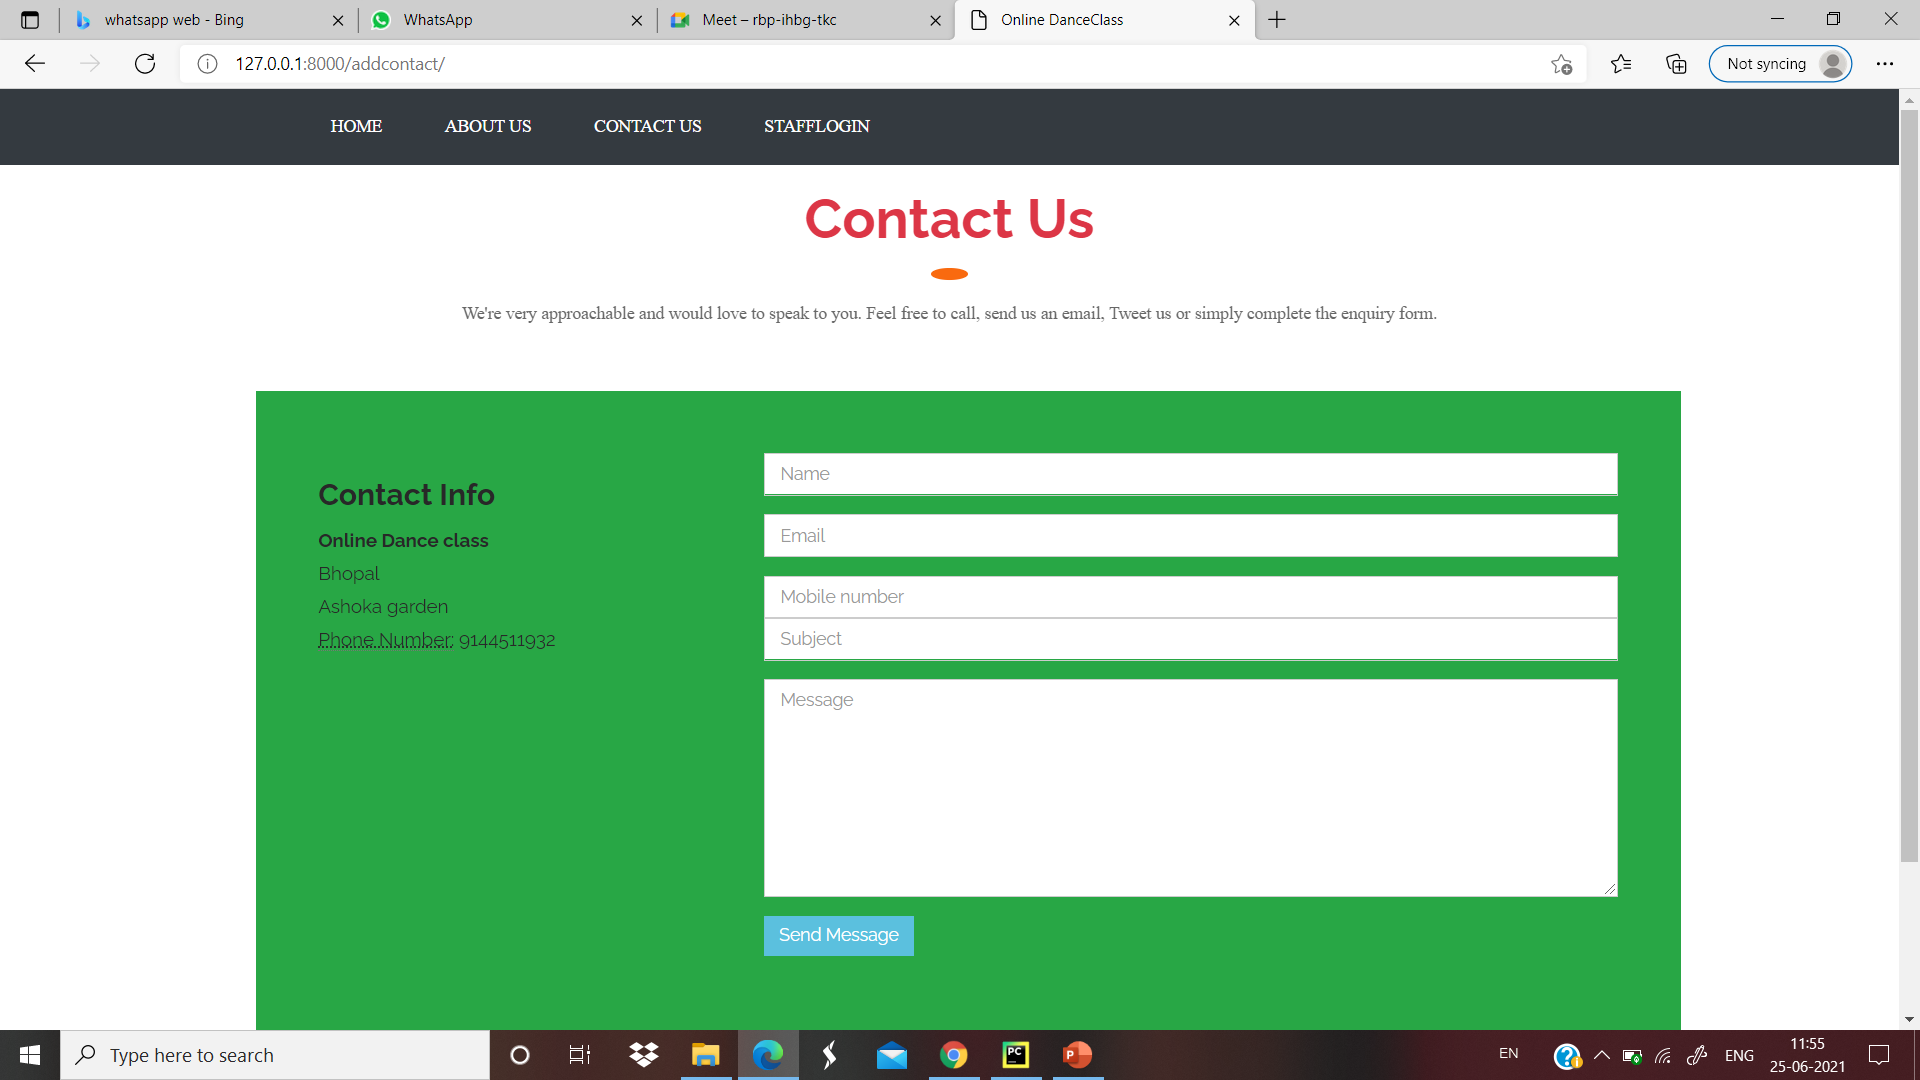 whatsapp web - Bing
WhatsApp
Meet – rbp-ihbg-tkc
Online DanceClass
127.0.0.1:8000/addcontact/
Not syncing
HOME
ABOUT US
CONTACT US
STAFFLOGIN
Contact Us
We're very approachable and would love to speak to you. Feel free to call, send us an email, Tweet us or simply complete the enquiry form.
Contact Info
Online Dance class
Bhopal
Ashoka garden
Phone Number: 9144511932
Name
Email
Mobile number
Subject
Message
Send Message
Type here to search
PC
P
EN
ENG
11:55
25-06-2021